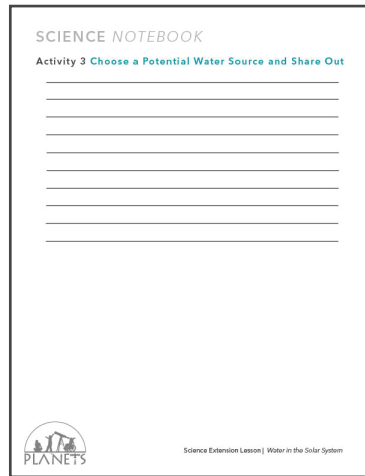 SCIENCE NOTEBOOK
Activity 3 Choose a Potential Water Source and Share Out
PLANETS
Science Extension Lesson | Water in the Solar System